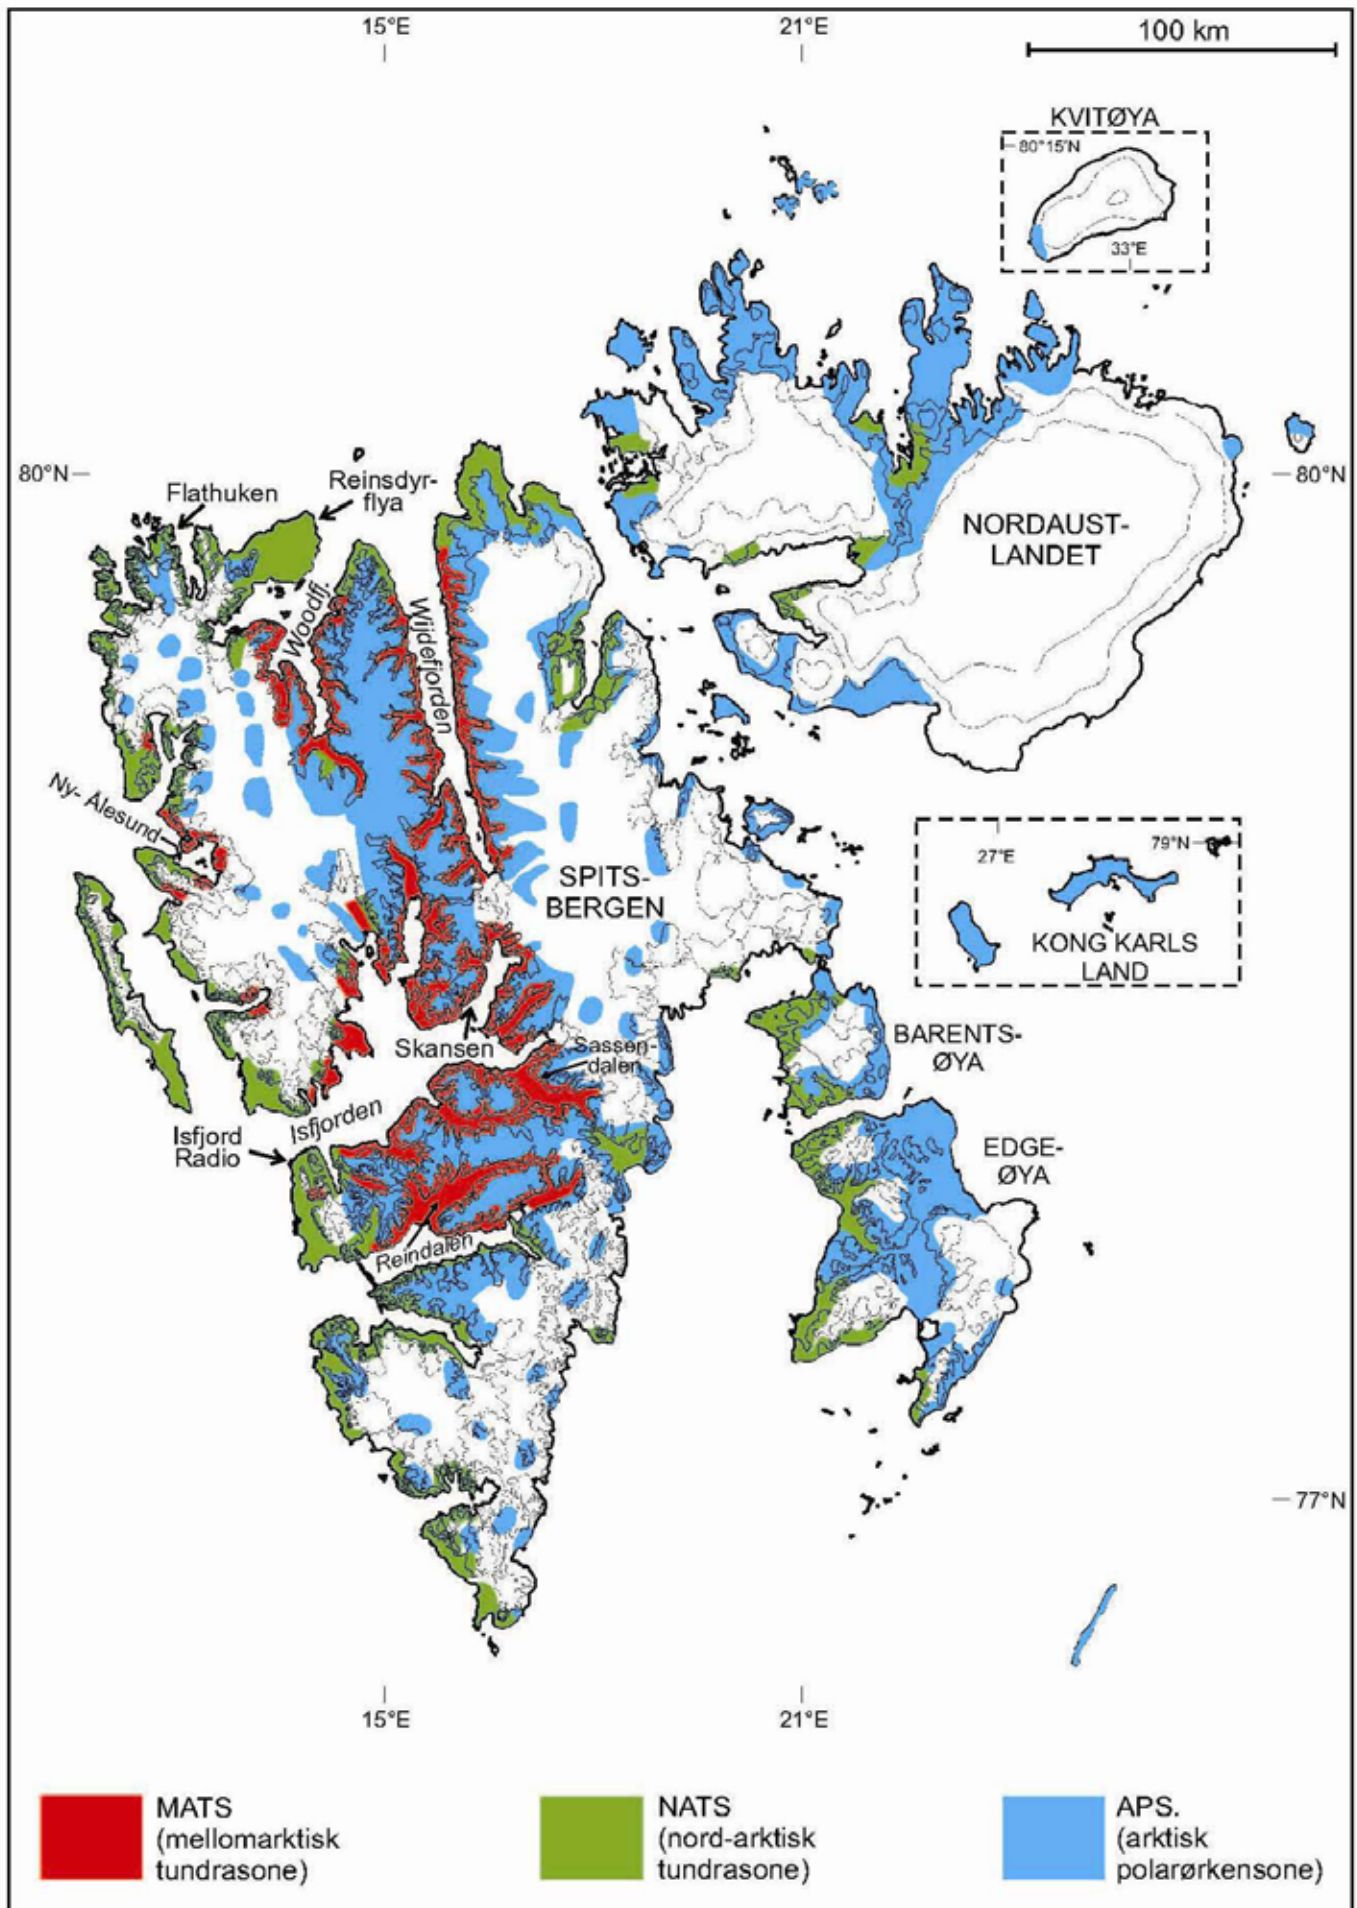 15°E
21°E
100 km
KVITØYA
80°15'N
33°E
80°N
80°N
Flathuken
Reinsdyr-
flya
NORDAUST-
LANDET
Woodfj.
Wijdefjorden
Ny-Ålesund
SPITS-
BERGEN
27°E
79°N
KONG KARLS
LAND
Skansen
Sassen-
dalen
BARENTS-
ØYA
Isfjorden
Isfjord
Radio
EDGE-
ØYA
Reindalen
77°N
15°E
21°E
MATS
(mellomarktisk
tundrasone)
NATS
(nord-arktisk
tundrasone)
APS.
(arktisk
polarørkensone)